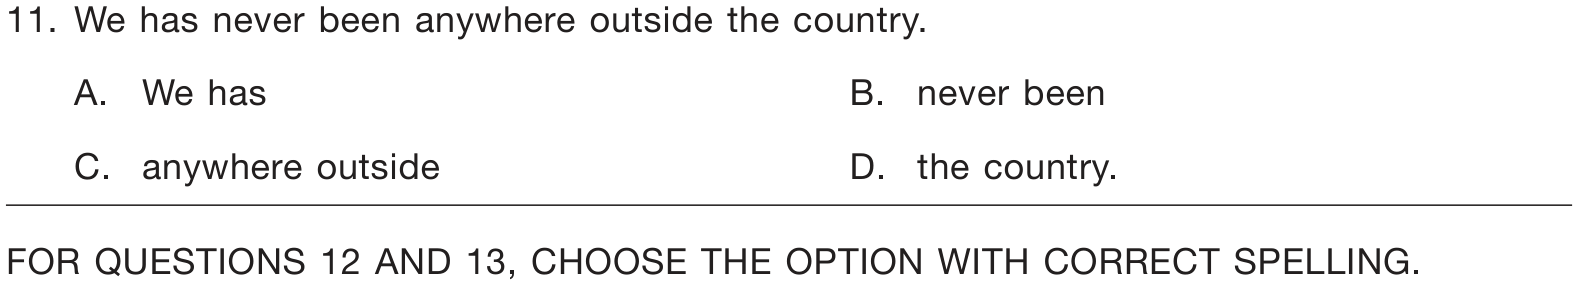 11. We has never been anywhere outside the country.
A. We has B. never been
C. anywhere outside D. the country.
FOR QUESTIONS 12 AND 13, CHOOSE THE OPTION WITH CORRECT SPELLING.